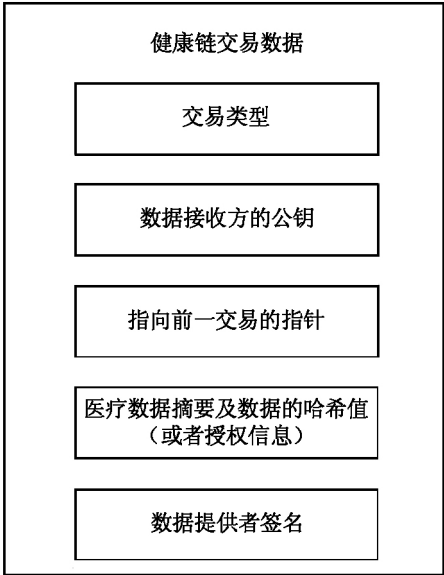 健康链交易数据
交易类型
数据接收方的公钥
指向前一交易的指针
医疗数据摘要及数据的哈希值
（或者授权信息）
数据提供者签名